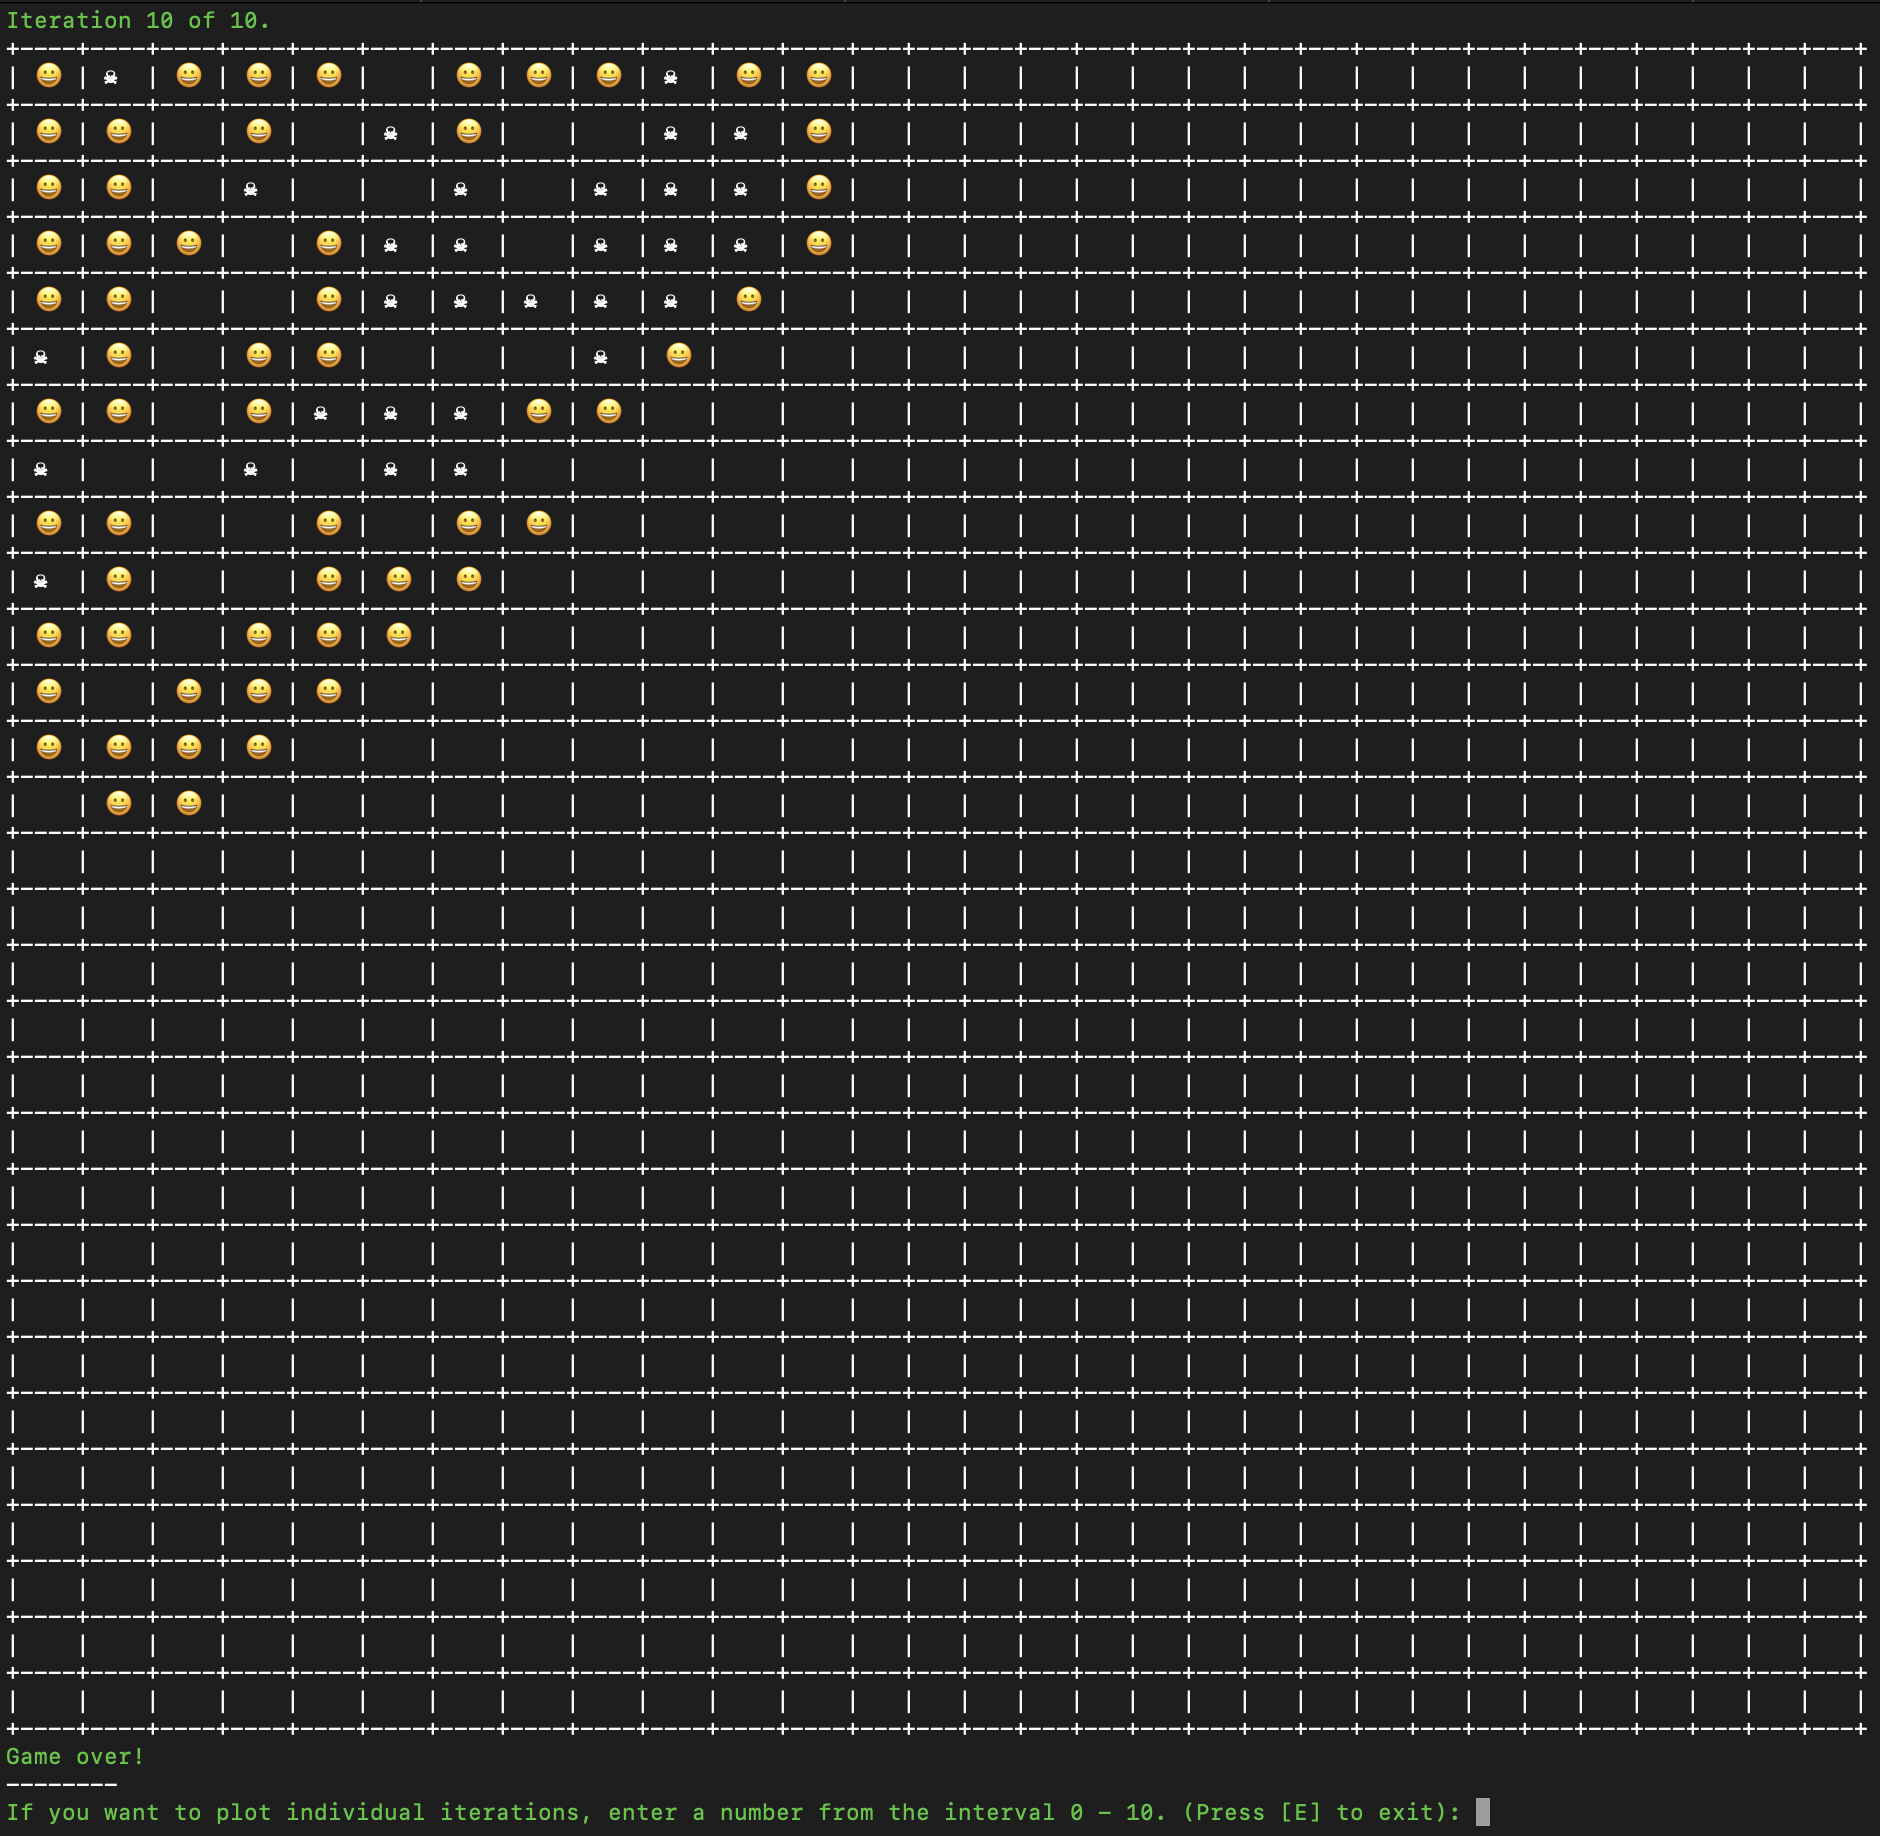 Iteration 10 of 10.
Game over!
--------
If you want to plot individual iterations, enter a number from the interval 0 - 10. (Press [E] to exit):